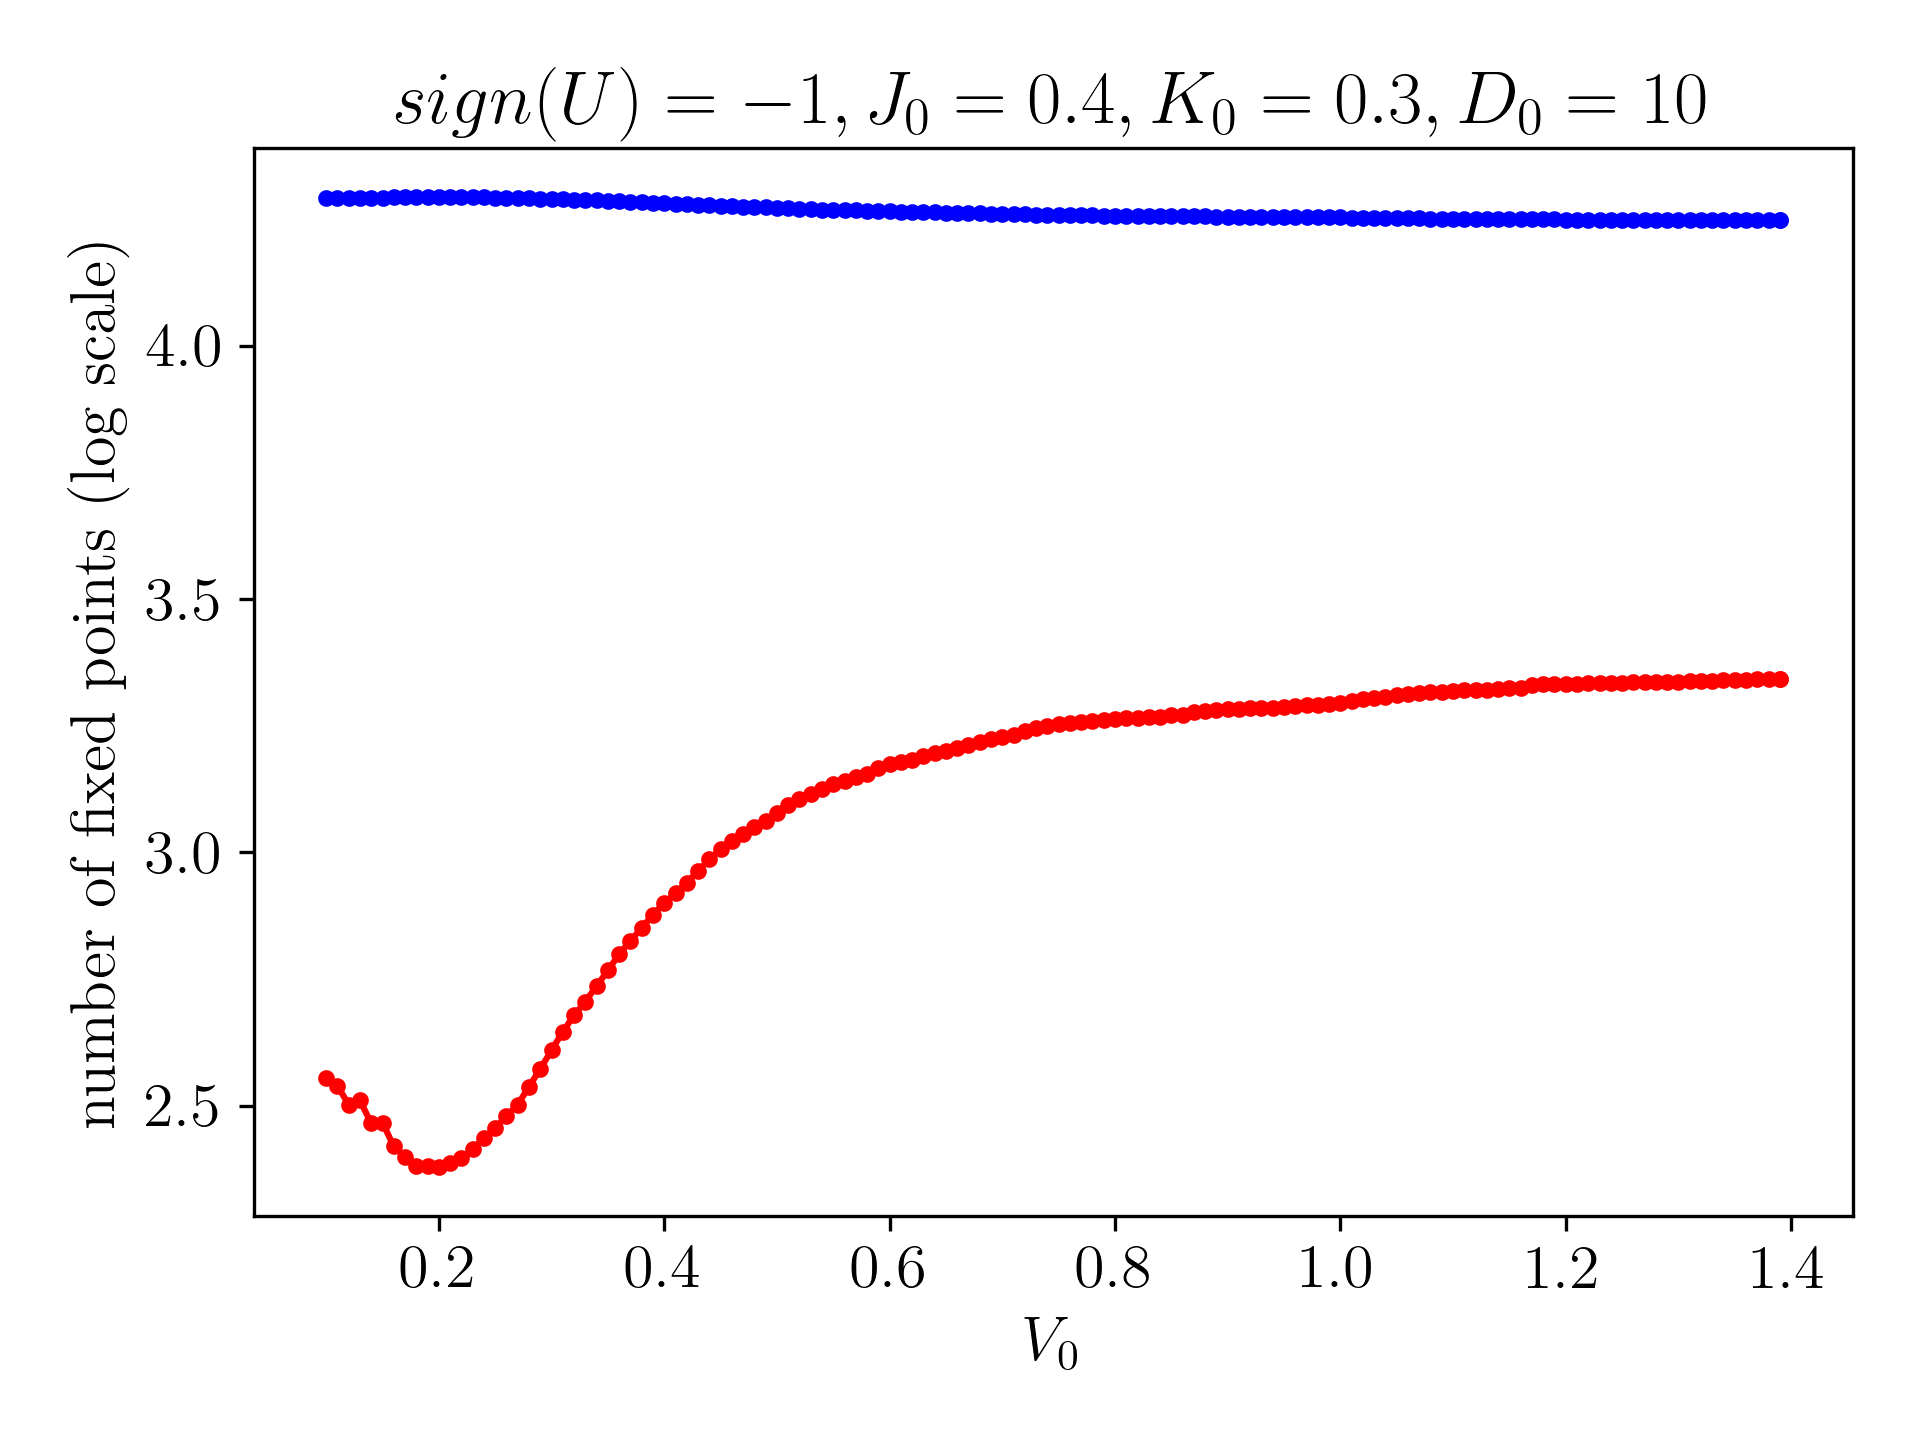 sign(U) = −1, J₀ = 0.4, K₀ = 0.3, D₀ = 10
number of fixed points (log scale)
4.0
3.5
3.0
2.5
0.2 0.4 0.6 0.8 1.0 1.2 1.4
V₀